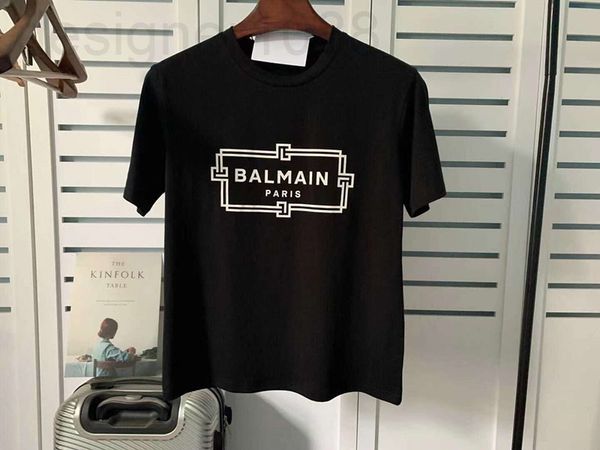 BALMAIN
PARIS
THE
KINFOLK
TABLE